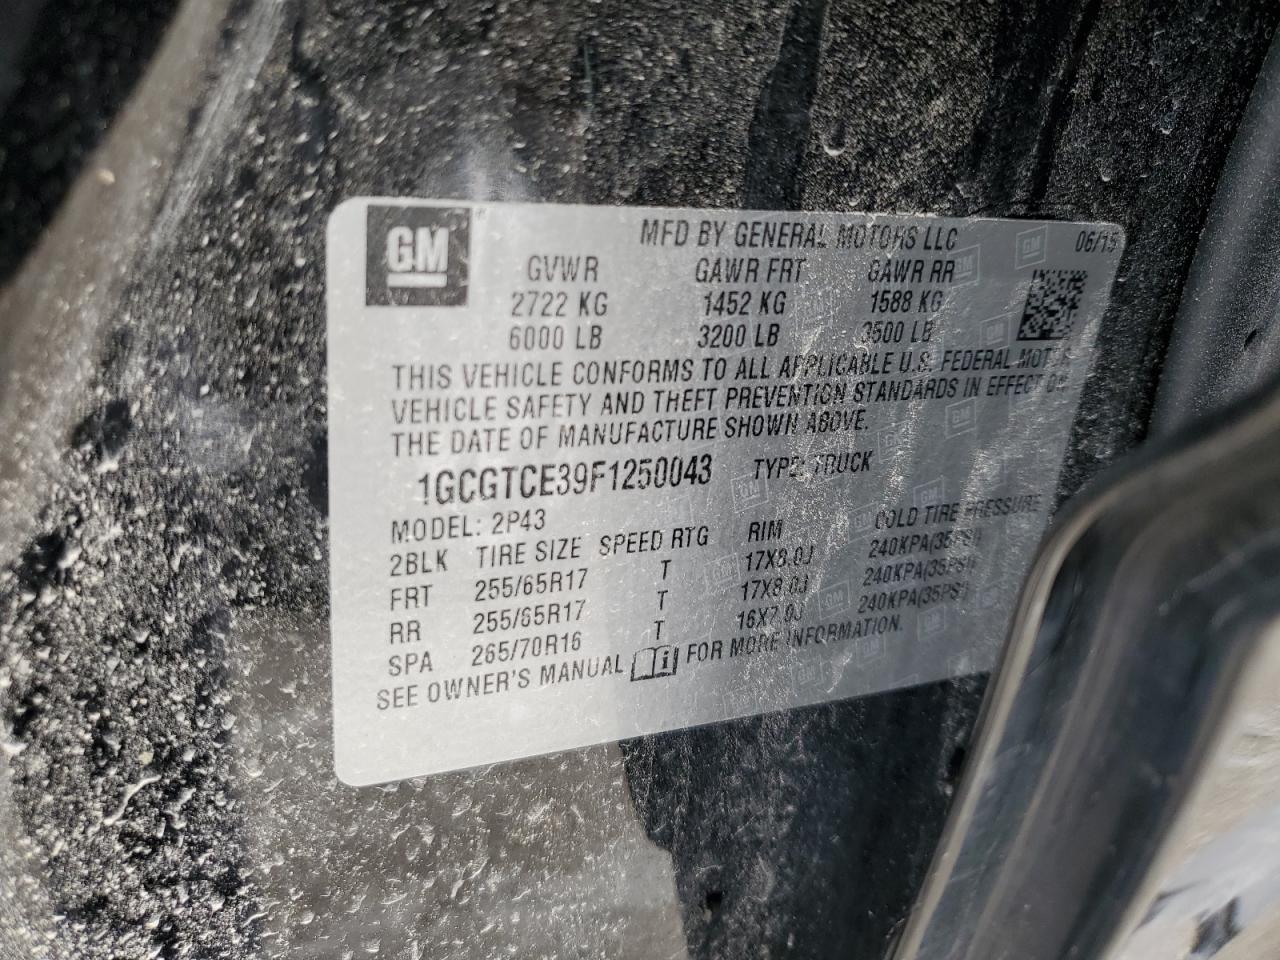 GM
MFD BY GENERAL MOTORS LLC 06/15
GVWR GAWR FRT GAWR RR
2722 KG 1452 KG 1588 KG
6000 LB 3200 LB 3500 LB
THIS VEHICLE CONFORMS TO ALL APPLICABLE U.S. FEDERAL MOTOR
VEHICLE SAFETY AND THEFT PREVENTION STANDARDS IN EFFECT ON
THE DATE OF MANUFACTURE SHOWN ABOVE.
1GCGTCE39F1250043 TYPE: TRUCK
MODEL: 2P43
2BLK TIRE SIZE SPEED RTG RIM COLD TIRE PRESSURE
FRT 255/65R17 T 17X8.0J 240KPA(35PSI)
RR 255/65R17 T 17X8.0J 240KPA(35PSI)
SPA 265/70R16 T 16X7.0J 240KPA(35PSI)
SEE OWNER'S MANUAL FOR MORE INFORMATION.